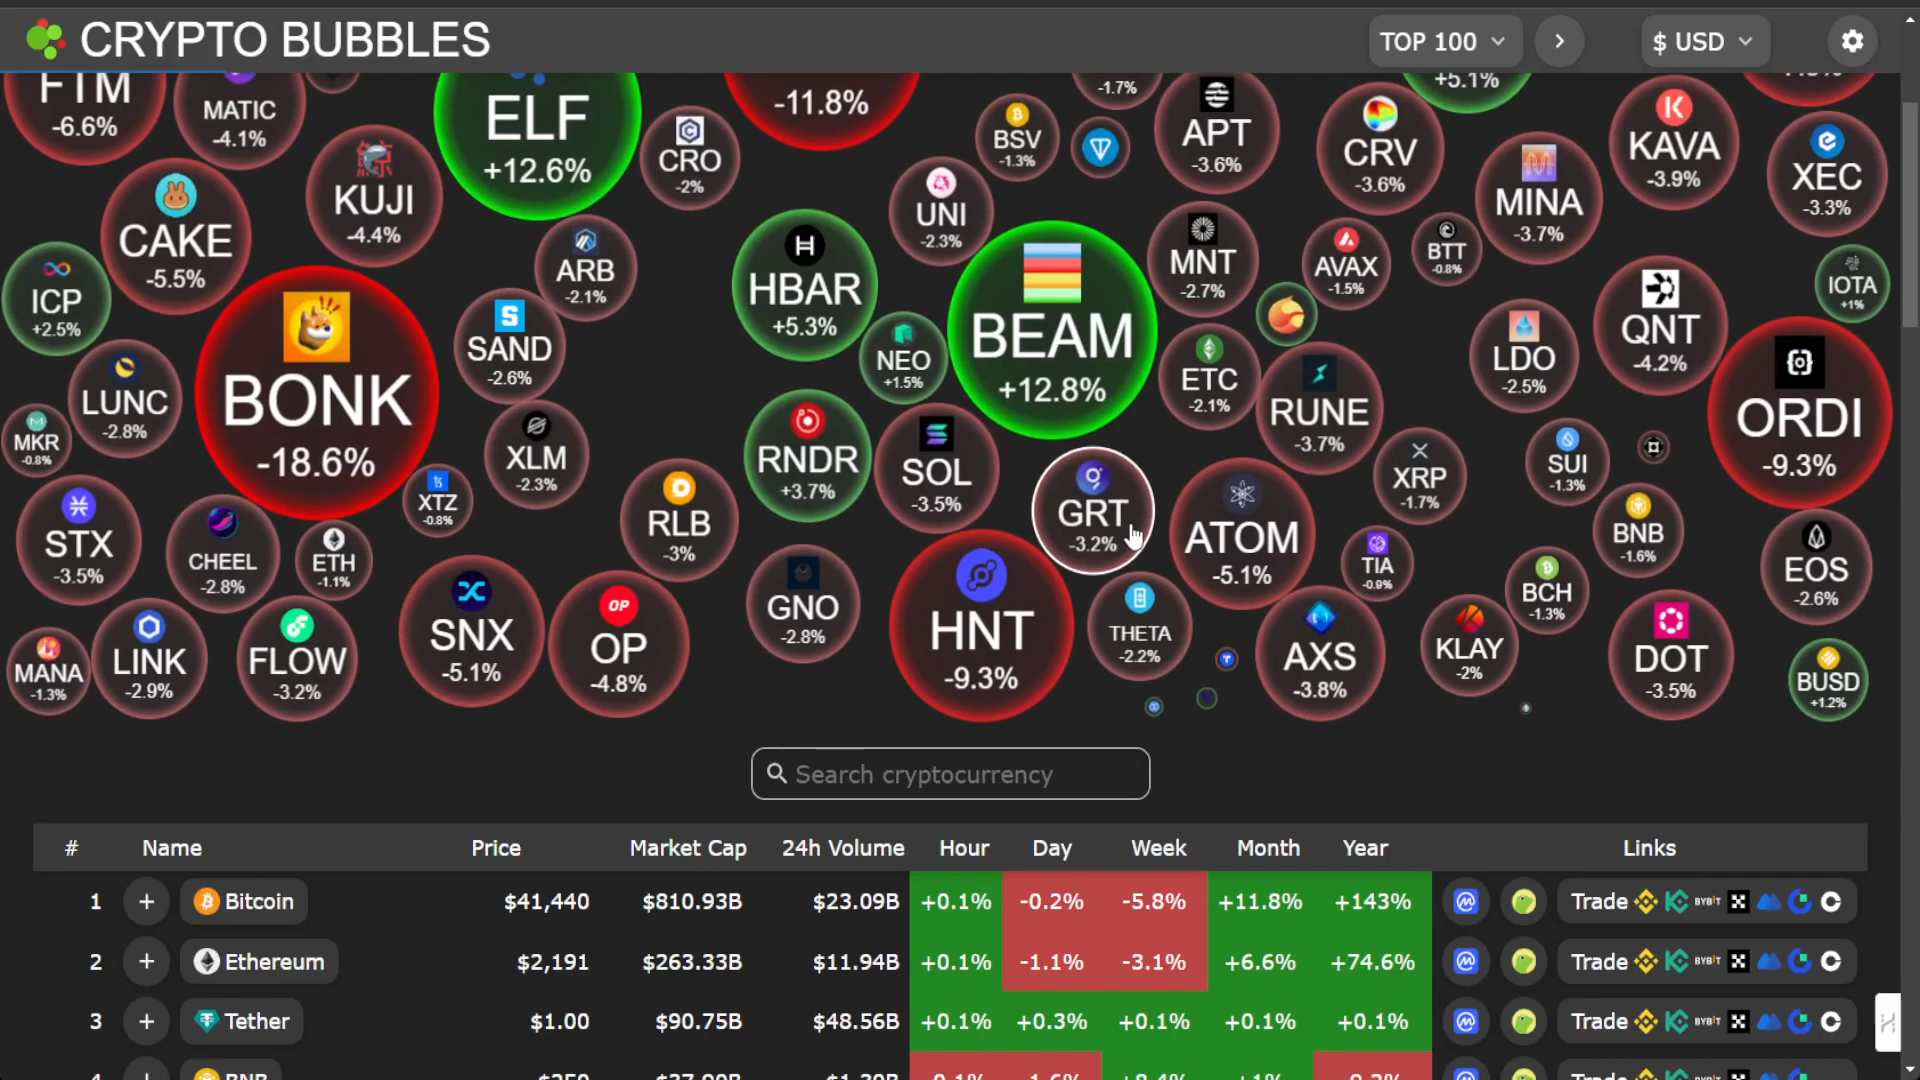 CRYPTO BUBBLES
TOP 100
$ USD
FTM
-6.6%
MATIC
-4.1%
ELF
+12.6%
-11.8%
-1.7%
+5.1%
CRO
-2%
BSV
-1.3%
APT
-3.6%
CRV
-3.6%
KAVA
-3.9%
XEC
-3.3%
KUJI
-4.4%
CAKE
-5.5%
UNI
-2.3%
MINA
-3.7%
ARB
-2.1%
HBAR
+5.3%
MNT
-2.7%
AVAX
-1.5%
BTT
-0.8%
ICP
+2.5%
IOTA
+1%
BONK
-18.6%
SAND
-2.6%
NEO
+1.5%
BEAM
+12.8%
ETC
-2.1%
LDO
-2.5%
QNT
-4.2%
LUNC
-2.8%
RUNE
-3.7%
ORDI
-9.3%
MKR
-0.8%
XLM
-2.3%
RNDR
+3.7%
SOL
-3.5%
XRP
-1.7%
SUI
-1.3%
XTZ
-0.8%
STX
-3.5%
RLB
-3%
GRT
-3.2%
ATOM
-5.1%
BNB
-1.6%
CHEEL
-2.8%
ETH
-1.1%
TIA
-0.9%
EOS
-2.6%
BCH
-1.3%
SNX
-5.1%
OP
OP
-4.8%
GNO
-2.8%
HNT
-9.3%
THETA
-2.2%
AXS
-3.8%
KLAY
-2%
DOT
-3.5%
BUSD
+1.2%
MANA
-1.3%
LINK
-2.9%
FLOW
-3.2%
Search cryptocurrency
# Name Price Market Cap 24h Volume Hour Day Week Month Year Links
1 + Bitcoin $41,440 $810.93B $23.09B +0.1% -0.2% -5.8% +11.8% +143% Trade BYBIT
2 + Ethereum $2,191 $263.33B $11.94B +0.1% -1.1% -3.1% +6.6% +74.6% Trade BYBIT
3 + Tether $1.00 $90.75B $48.56B +0.1% +0.3% +0.1% +0.1% +0.1% Trade BYBIT